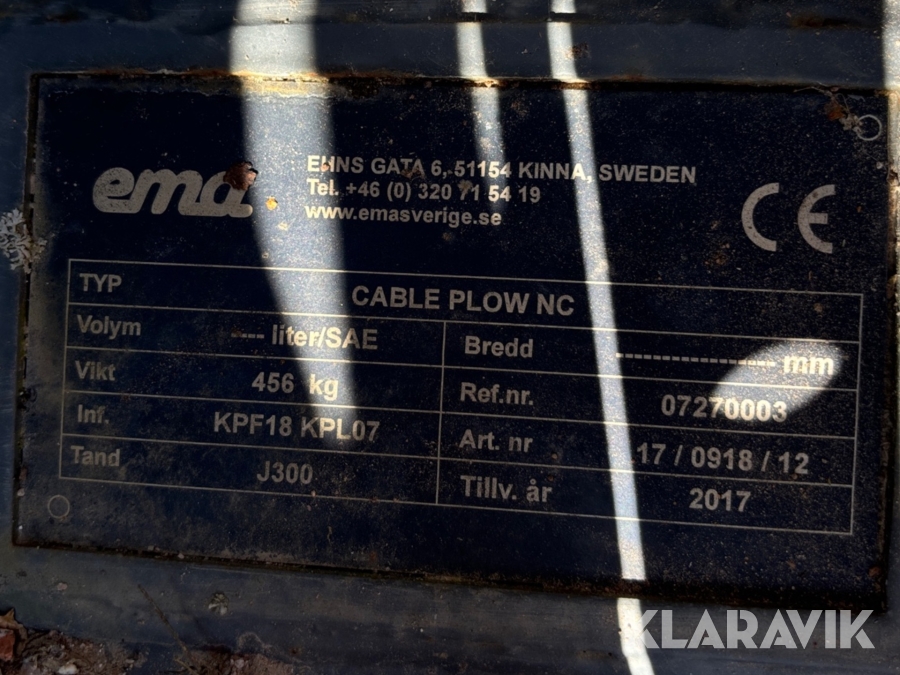 ema
EHNS GATA 6, 51154 KINNA, SWEDEN
Tel. +46 (0) 320 71 54 19
www.emasverige.se
CE
TYP CABLE PLOW NC
Volym ---- liter/SAE Bredd -------------------- mm
Vikt 456 kg Ref.nr. 07270003
Inf. KPF18 KPL07 Art. nr 17 / 0918 / 12
Tand J300 Tillv. år 2017
KLARAVIK